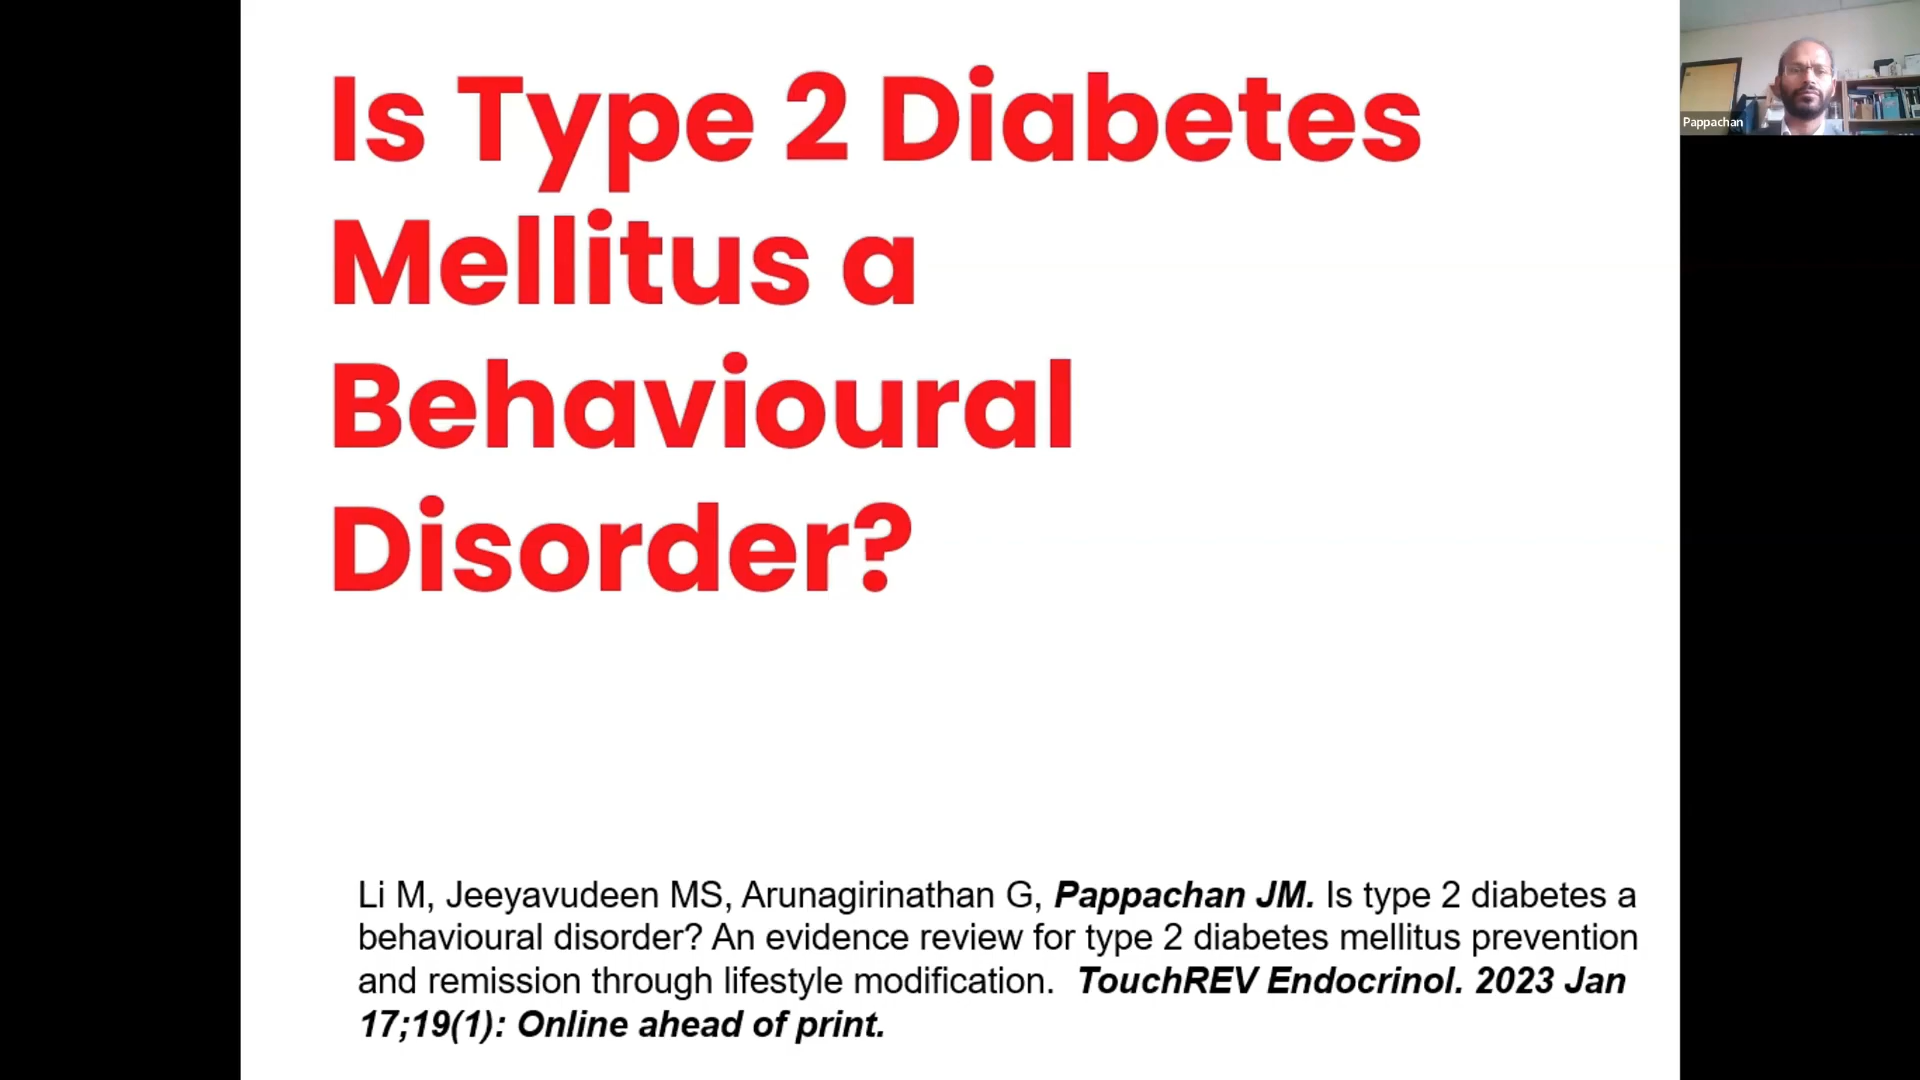 Is Type 2 Diabetes
Mellitus a
Behavioural
Disorder?
Pappachan
Li M, Jeeyavudeen MS, Arunagirinathan G, Pappachan JM. Is type 2 diabetes a
behavioural disorder? An evidence review for type 2 diabetes mellitus prevention
and remission through lifestyle modification. TouchREV Endocrinol. 2023 Jan
17;19(1): Online ahead of print.